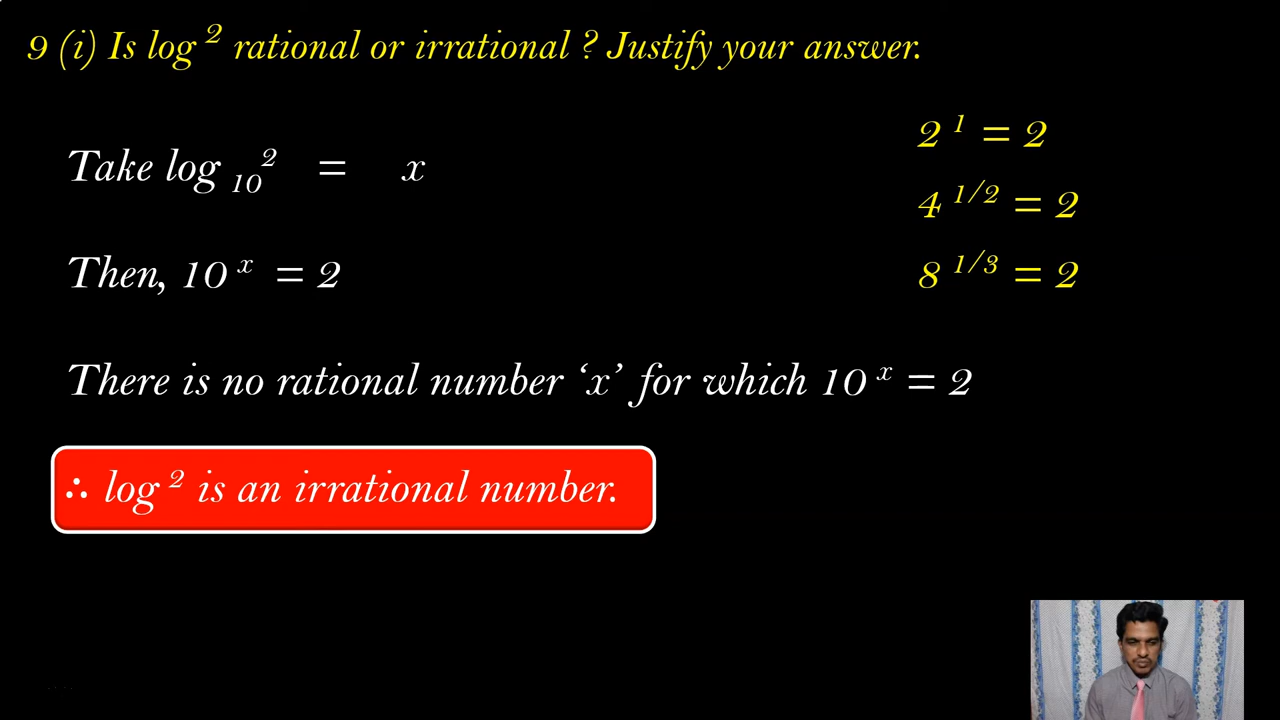 9 (i) Is log ² rational or irrational ? Justify your answer.
Take log ₁₀ ² = x
Then, 10 ˣ = 2
There is no rational number ‘x’ for which 10 ˣ = 2
∴ log ² is an irrational number.
2 ¹ = 2
4 ¹/² = 2
8 ¹/³ = 2